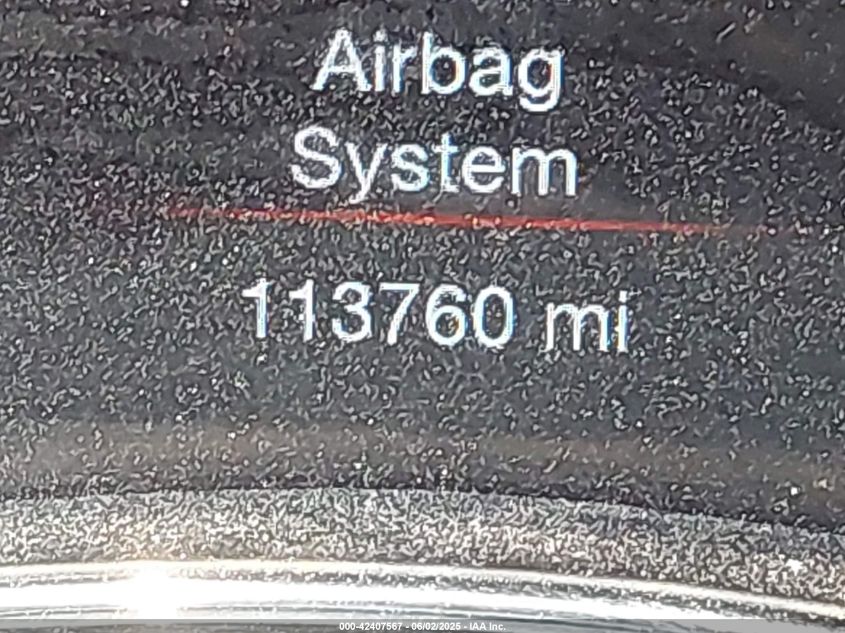 Airbag
System
113760 mi
000-42407567 - 06/02/2025 - IAA Inc.